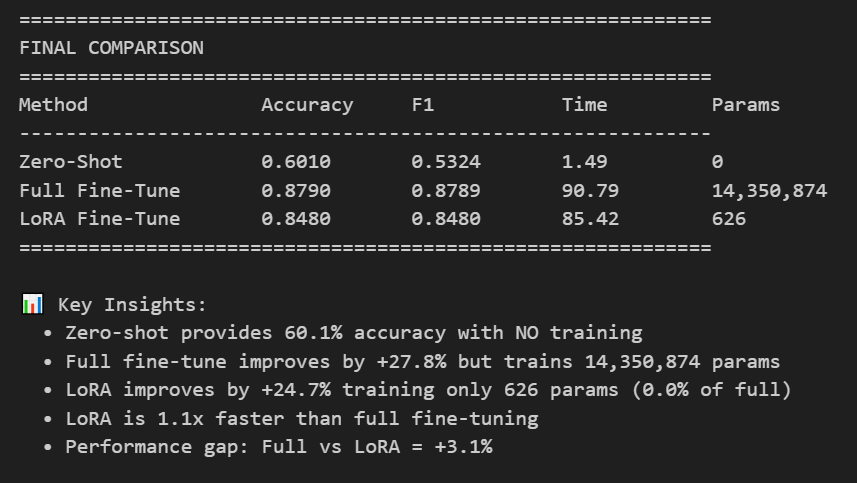 ============================================================
FINAL COMPARISON
============================================================
Method Accuracy F1 Time Params
------------------------------------------------------------
Zero-Shot 0.6010 0.5324 1.49 0
Full Fine-Tune 0.8790 0.8789 90.79 14,350,874
LoRA Fine-Tune 0.8480 0.8480 85.42 626
============================================================
📊 Key Insights:
• Zero-shot provides 60.1% accuracy with NO training
• Full fine-tune improves by +27.8% but trains 14,350,874 params
• LoRA improves by +24.7% training only 626 params (0.0% of full)
• LoRA is 1.1x faster than full fine-tuning
• Performance gap: Full vs LoRA = +3.1%